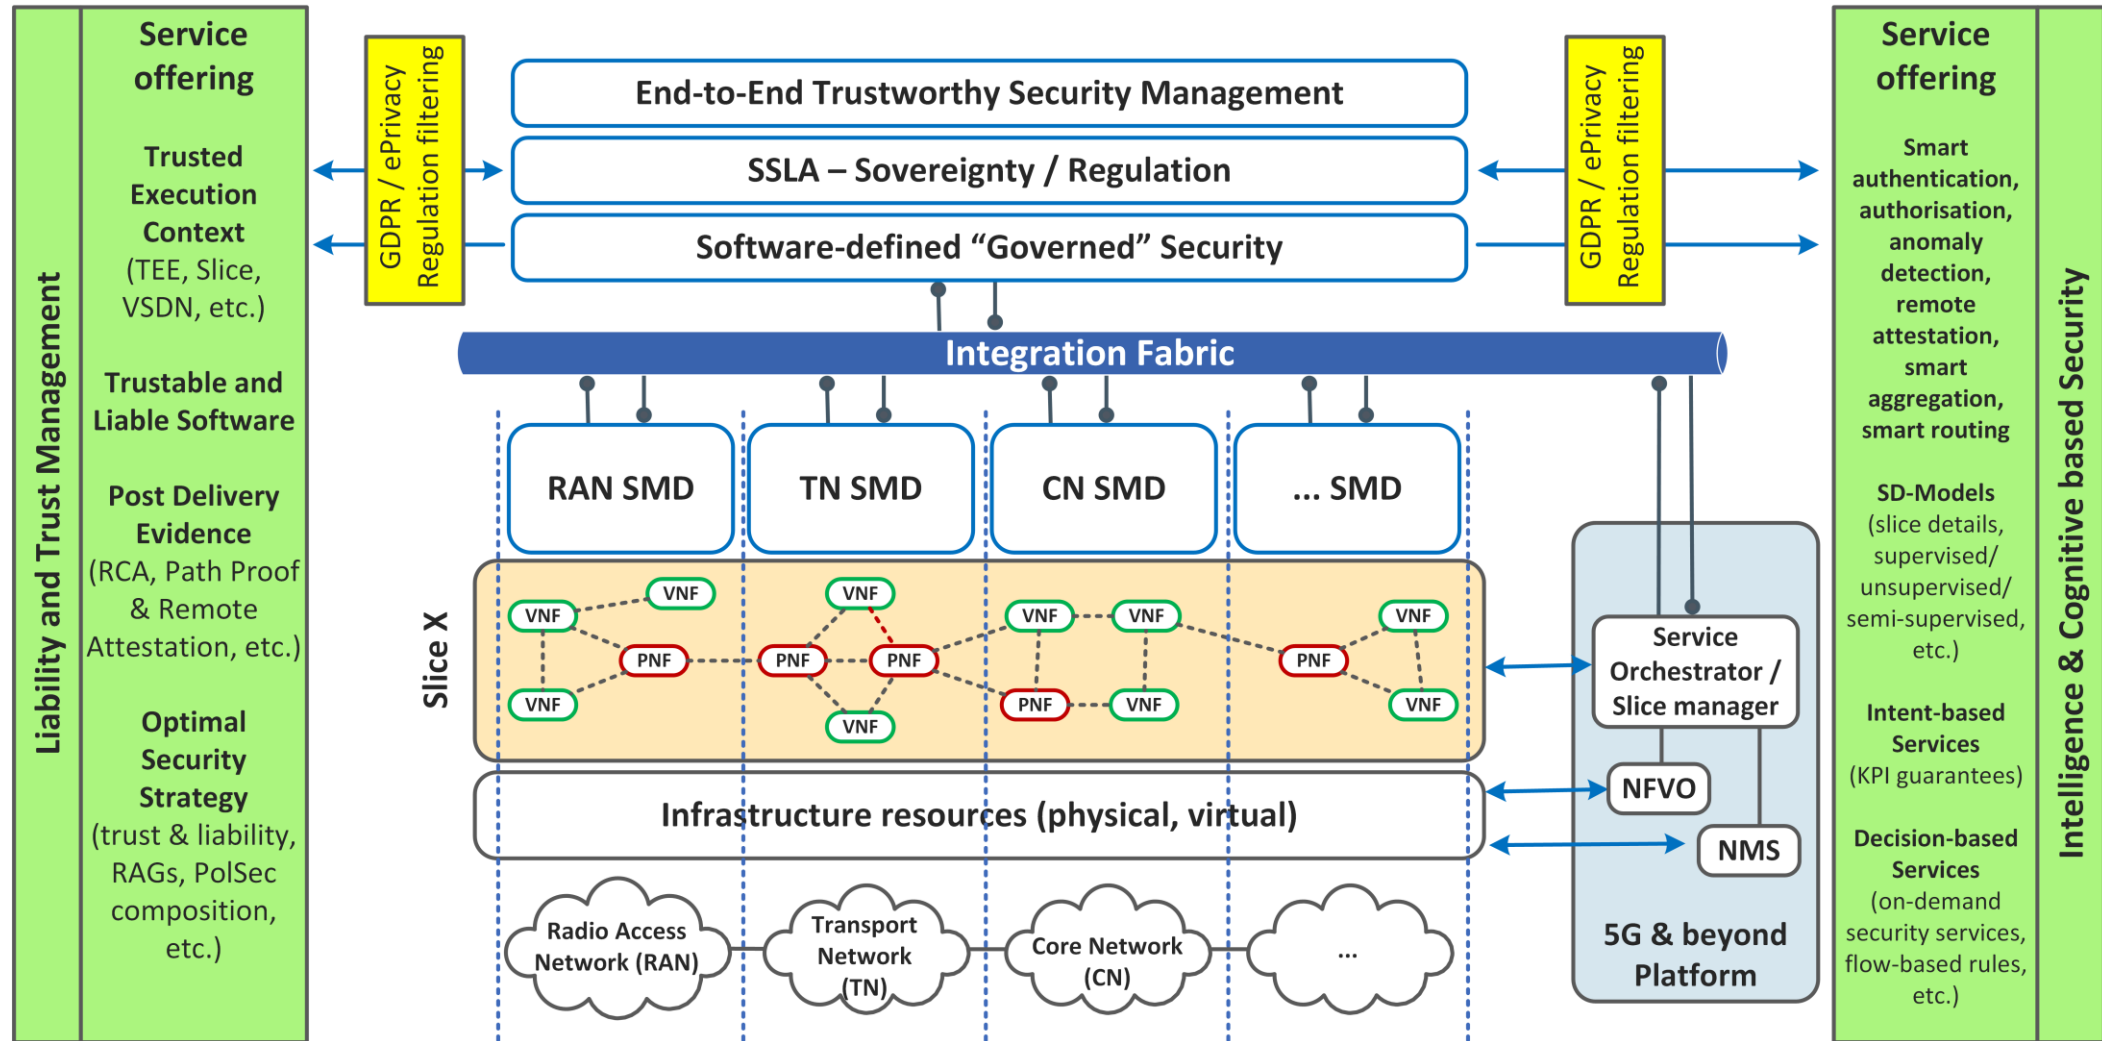 Liability and Trust Management
Service
offering
Trusted
Execution
Context
(TEE, Slice,
VSDN, etc.)
Trustable and
Liable Software
Post Delivery
Evidence
(RCA, Path Proof
& Remote
Attestation, etc.)
Optimal
Security
Strategy
(trust & liability,
RAGs, PolSec
composition,
etc.)
GDPR / ePrivacy
Regulation filtering
End-to-End Trustworthy Security Management
SSLA – Sovereignty / Regulation
Software-defined “Governed” Security
GDPR / ePrivacy
Regulation filtering
Integration Fabric
RAN SMD
TN SMD
CN SMD
... SMD
Slice X
VNF
VNF
PNF
VNF
VNF
PNF
PNF
VNF
VNF
VNF
PNF
VNF
PNF
VNF
VNF
Infrastructure resources (physical, virtual)
Radio Access
Network (RAN)
Transport
Network
(TN)
Core Network
(CN)
...
Service
Orchestrator /
Slice manager
NFVO
NMS
5G & beyond
Platform
Service
offering
Smart
authentication,
authorisation,
anomaly
detection,
remote
attestation,
smart
aggregation,
smart routing
SD-Models
(slice details,
supervised/
unsupervised/
semi-supervised,
etc.)
Intent-based
Services
(KPI guarantees)
Decision-based
Services
(on-demand
security services,
flow-based rules,
etc.)
Intelligence & Cognitive based Security